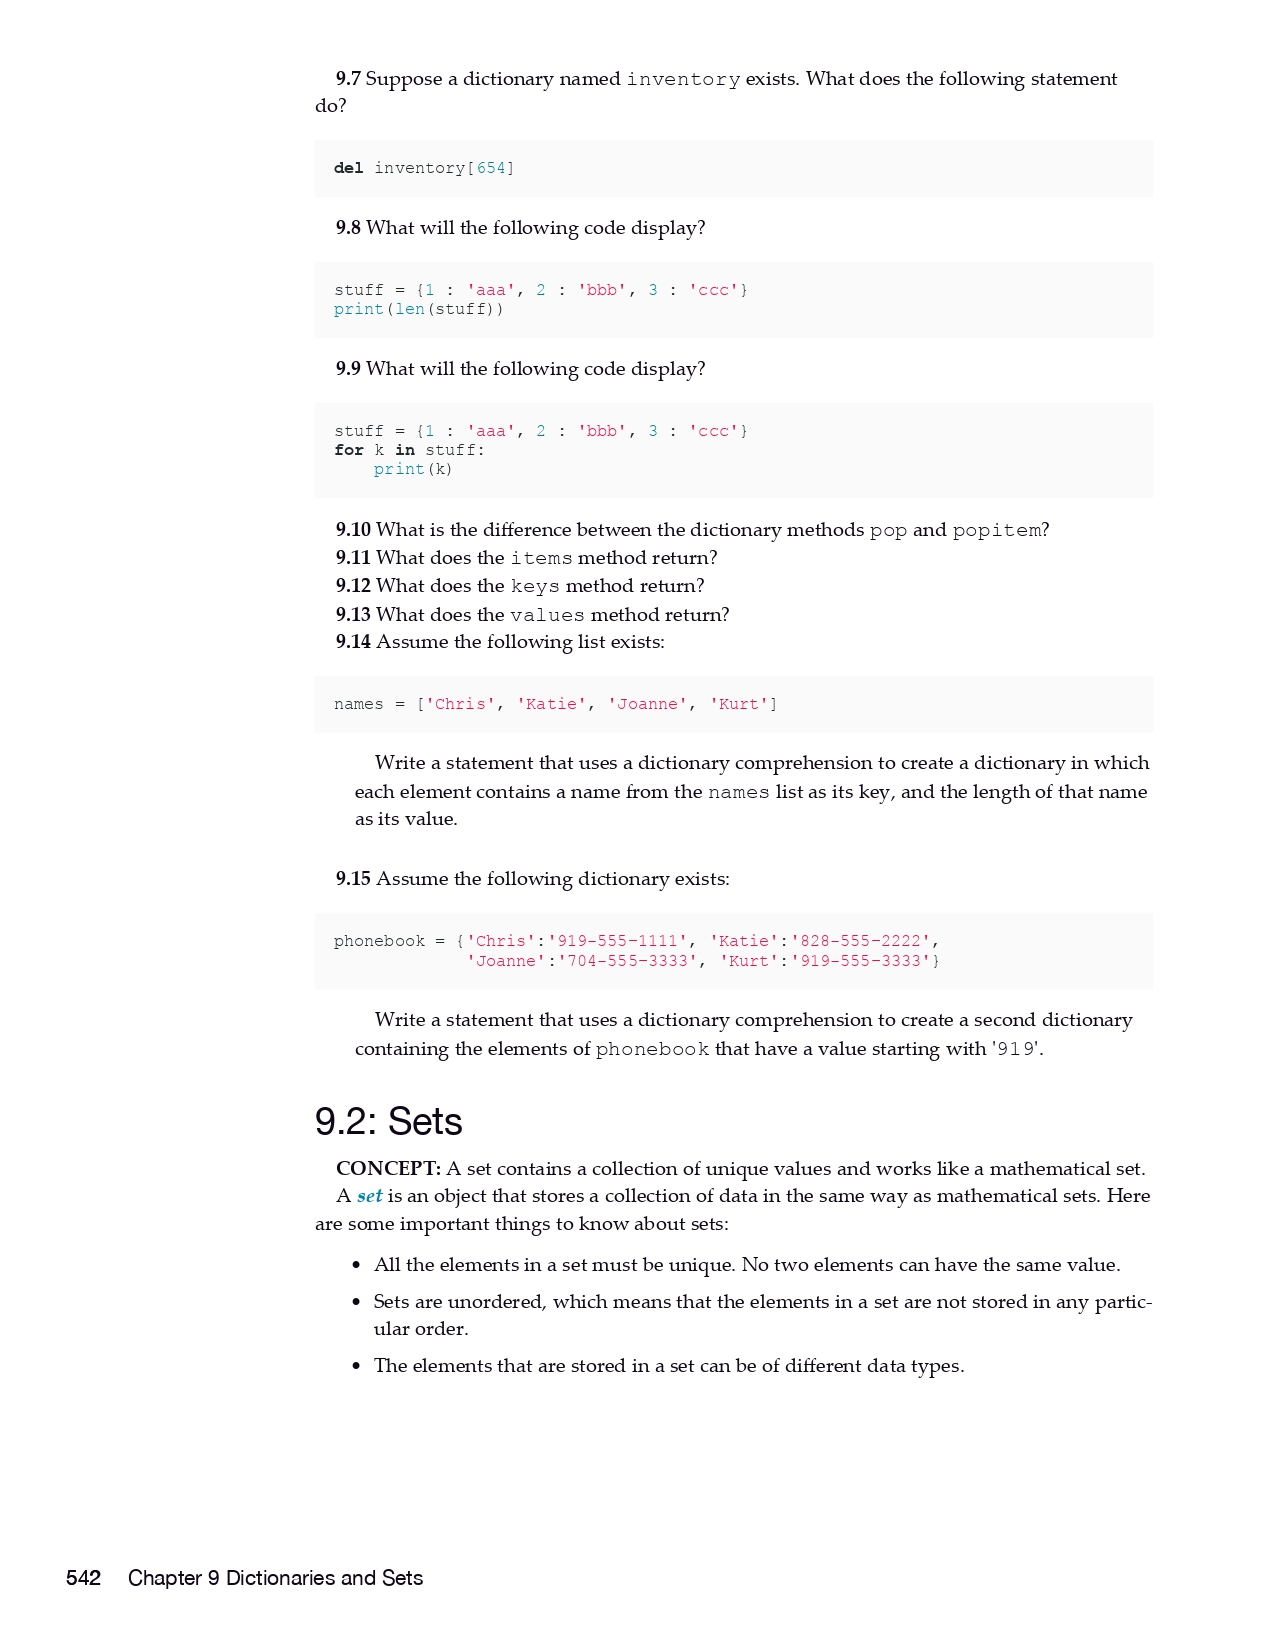 9.7 Suppose a dictionary named inventory exists. What does the following statement
do?
del inventory[654]
9.8 What will the following code display?
stuff = {1 : 'aaa', 2 : 'bbb', 3 : 'ccc'}
print(len(stuff))
9.9 What will the following code display?
stuff = {1 : 'aaa', 2 : 'bbb', 3 : 'ccc'}
for k in stuff:
    print(k)
9.10 What is the difference between the dictionary methods pop and popitem?
9.11 What does the items method return?
9.12 What does the keys method return?
9.13 What does the values method return?
9.14 Assume the following list exists:
names = ['Chris', 'Katie', 'Joanne', 'Kurt']
Write a statement that uses a dictionary comprehension to create a dictionary in which
each element contains a name from the names list as its key, and the length of that name
as its value.
9.15 Assume the following dictionary exists:
phonebook = {'Chris':'919-555-1111', 'Katie':'828-555-2222',
             'Joanne':'704-555-3333', 'Kurt':'919-555-3333'}
Write a statement that uses a dictionary comprehension to create a second dictionary
containing the elements of phonebook that have a value starting with '919'.
9.2: Sets
CONCEPT: A set contains a collection of unique values and works like a mathematical set.
A set is an object that stores a collection of data in the same way as mathematical sets. Here
are some important things to know about sets:
• All the elements in a set must be unique. No two elements can have the same value.
• Sets are unordered, which means that the elements in a set are not stored in any partic-
ular order.
• The elements that are stored in a set can be of different data types.
542 Chapter 9 Dictionaries and Sets